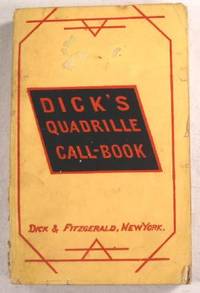 DICK'S
QUADRILLE
CALL-BOOK
DICK & FITZGERALD, NEW YORK.